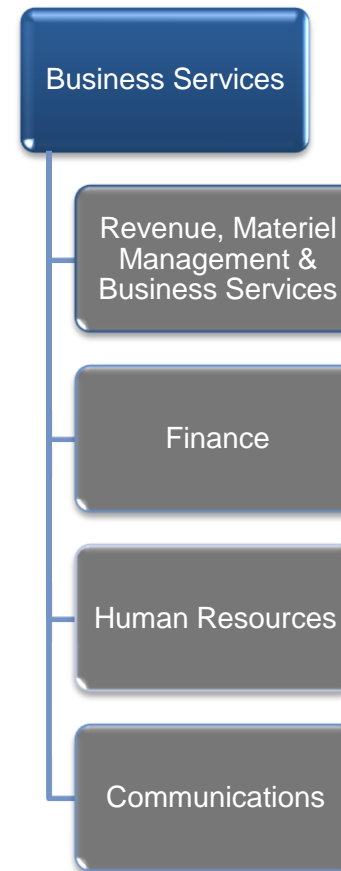 Business Services
Revenue, Materiel
Management &
Business Services
Finance
Human Resources
Communications